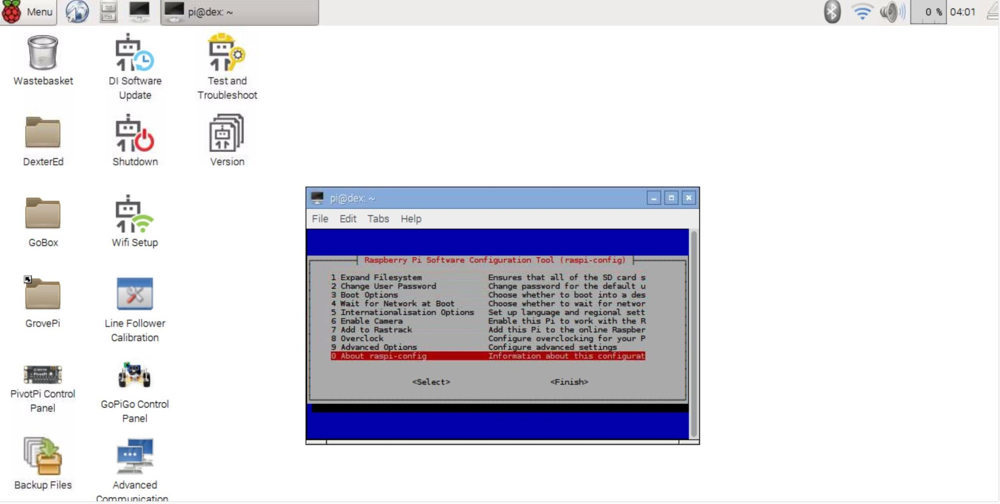 Menu
pi@dex: ~
0 %
04:01
Wastebasket
DI Software
Update
Test and
Troubleshoot
DexterEd
Shutdown
Version
GoBox
Wifi Setup
GrovePi
Line Follower
Calibration
PivotPi Control
Panel
GoPiGo Control
Panel
Backup Files
Advanced
Communication
pi@dex: ~
File Edit Tabs Help
Raspberry Pi Software Configuration Tool (raspi-config)
1 Expand Filesystem Ensures that all of the SD card s
2 Change User Password Change password for the default u
3 Boot Options Choose whether to boot into a des
4 Wait for Network at Boot Choose whether to wait for networ
5 Internationalisation Options Set up language and regional sett
6 Enable Camera Enable this Pi to work with the R
7 Add to Rastrack Add this Pi to the online Raspber
8 Overclock Configure overclocking for your P
9 Advanced Options Configure advanced settings
0 About raspi-config Information about this configurat
<Select> <Finish>